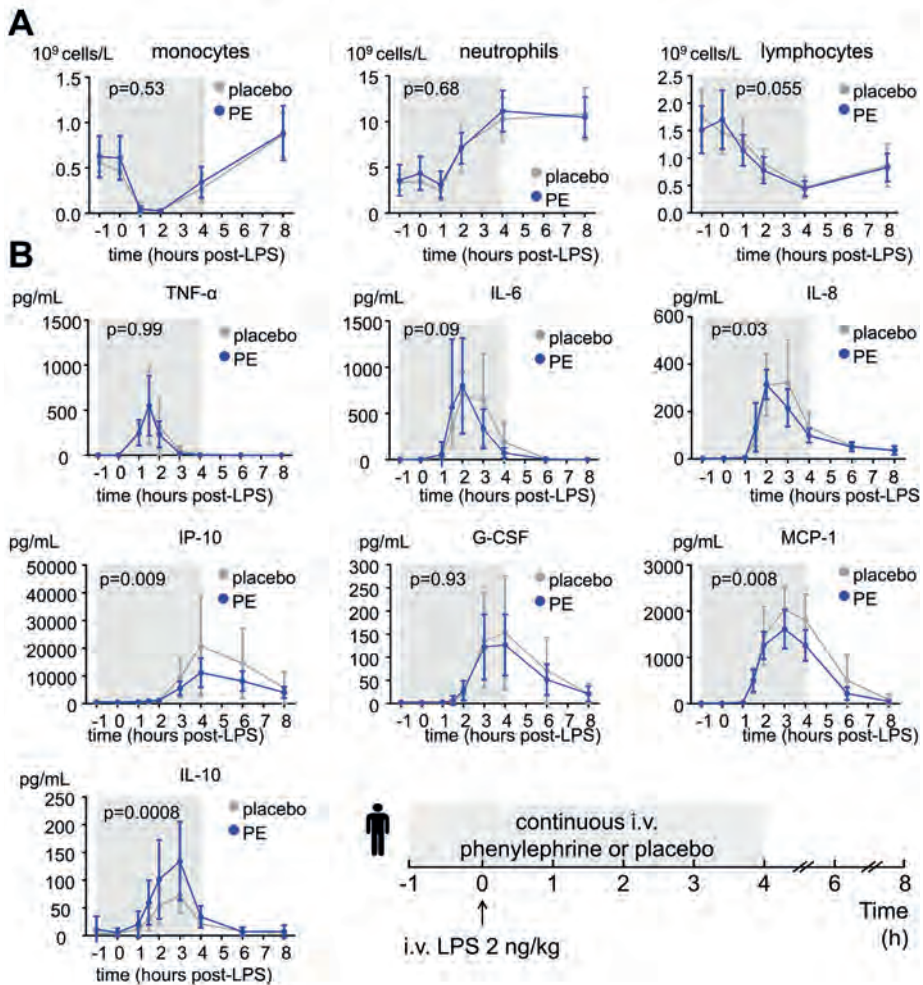 A
monocytes
10⁹ cells/L
1.5
1.0
0.5
0.0
p=0.53
placebo
PE
-1 0 1 2 3 4 5 6 7 8
time (hours post-LPS)
neutrophils
10⁹ cells/L
15
10
5
0
p=0.68
placebo
PE
-1 0 1 2 3 4 5 6 7 8
time (hours post-LPS)
lymphocytes
10⁹ cells/L
2.5
2.0
1.5
1.0
0.5
0.0
p=0.055
placebo
PE
-1 0 1 2 3 4 5 6 7 8
time (hours post-LPS)
B
TNF-α
pg/mL
1500
1000
500
0
p=0.99
placebo
PE
-1 0 1 2 3 4 5 6 7 8
time (hours post-LPS)
IL-6
pg/mL
1500
1000
500
0
p=0.09
placebo
PE
-1 0 1 2 3 4 5 6 7 8
time (hours post-LPS)
IL-8
pg/mL
600
400
200
0
p=0.03
placebo
PE
-1 0 1 2 3 4 5 6 7 8
time (hours post-LPS)
IP-10
pg/mL
50000
40000
30000
20000
10000
0
p=0.009
placebo
PE
-1 0 1 2 3 4 5 6 7 8
time (hours post-LPS)
G-CSF
pg/mL
300
250
200
150
100
50
0
p=0.93
placebo
PE
-1 0 1 2 3 4 5 6 7 8
time (hours post-LPS)
MCP-1
pg/mL
3000
2000
1000
0
p=0.008
placebo
PE
-1 0 1 2 3 4 5 6 7 8
time (hours post-LPS)
IL-10
pg/mL
250
200
150
100
50
0
p=0.0008
placebo
PE
-1 0 1 2 3 4 5 6 7 8
time (hours post-LPS)
continuous i.v.
phenylephrine or placebo
-1 0 1 2 3 4 6 8
Time
(h)
i.v. LPS 2 ng/kg